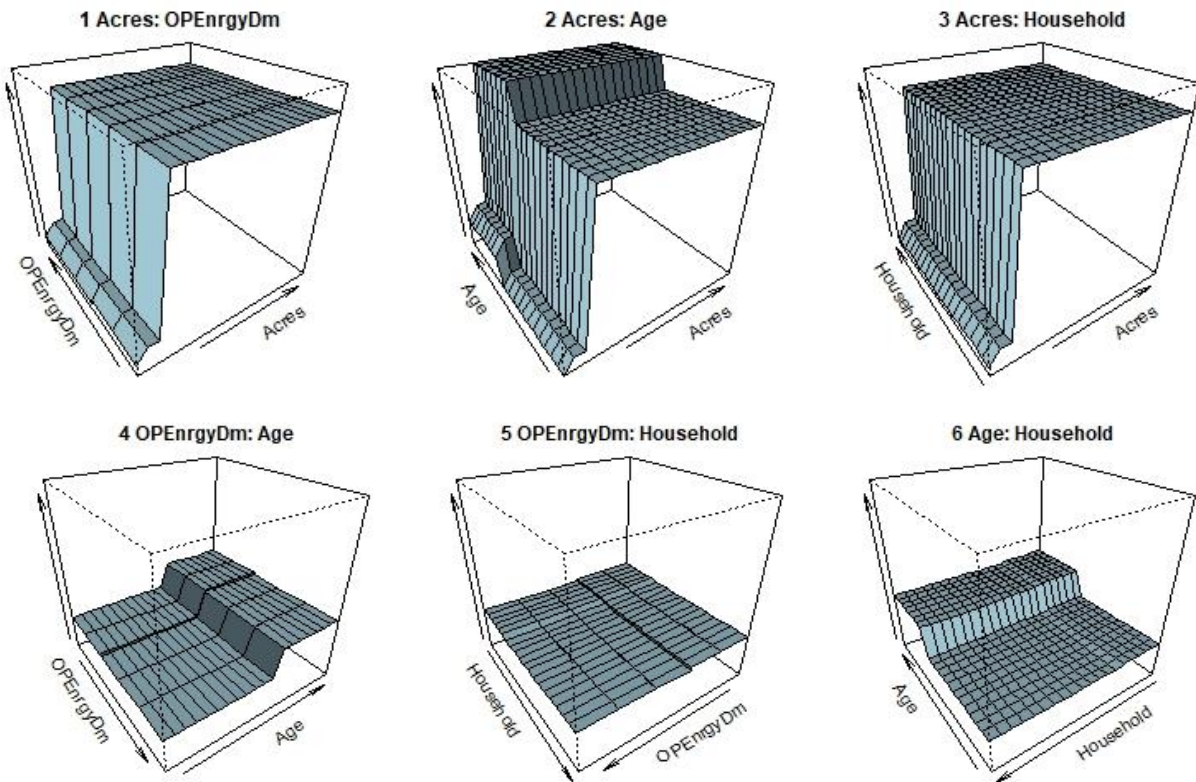 1 Acres: OPEnrgyDm
2 Acres: Age
3 Acres: Household
OPEnrgyDm
Acres
Age
Acres
Household
Acres
4 OPEnrgyDm: Age
5 OPEnrgyDm: Household
6 Age: Household
OPEnrgyDm
Age
Household
OPEnrgyDm
Age
Household